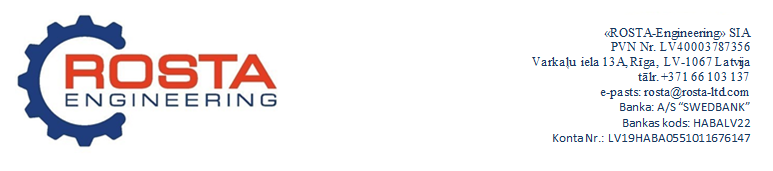 ROSTA
ENGINEERING
«ROSTA-Engineering» SIA
PVN Nr. LV40003787356
Varkaļu iela 13A, Rīga, LV-1067 Latvija
tālr. +371 66 103 137
e-pasts: rosta@rosta-ltd.com
Banka: A/S “SWEDBANK”
Bankas kods: HABALV22
Konta Nr.: LV19HABA0551011676147